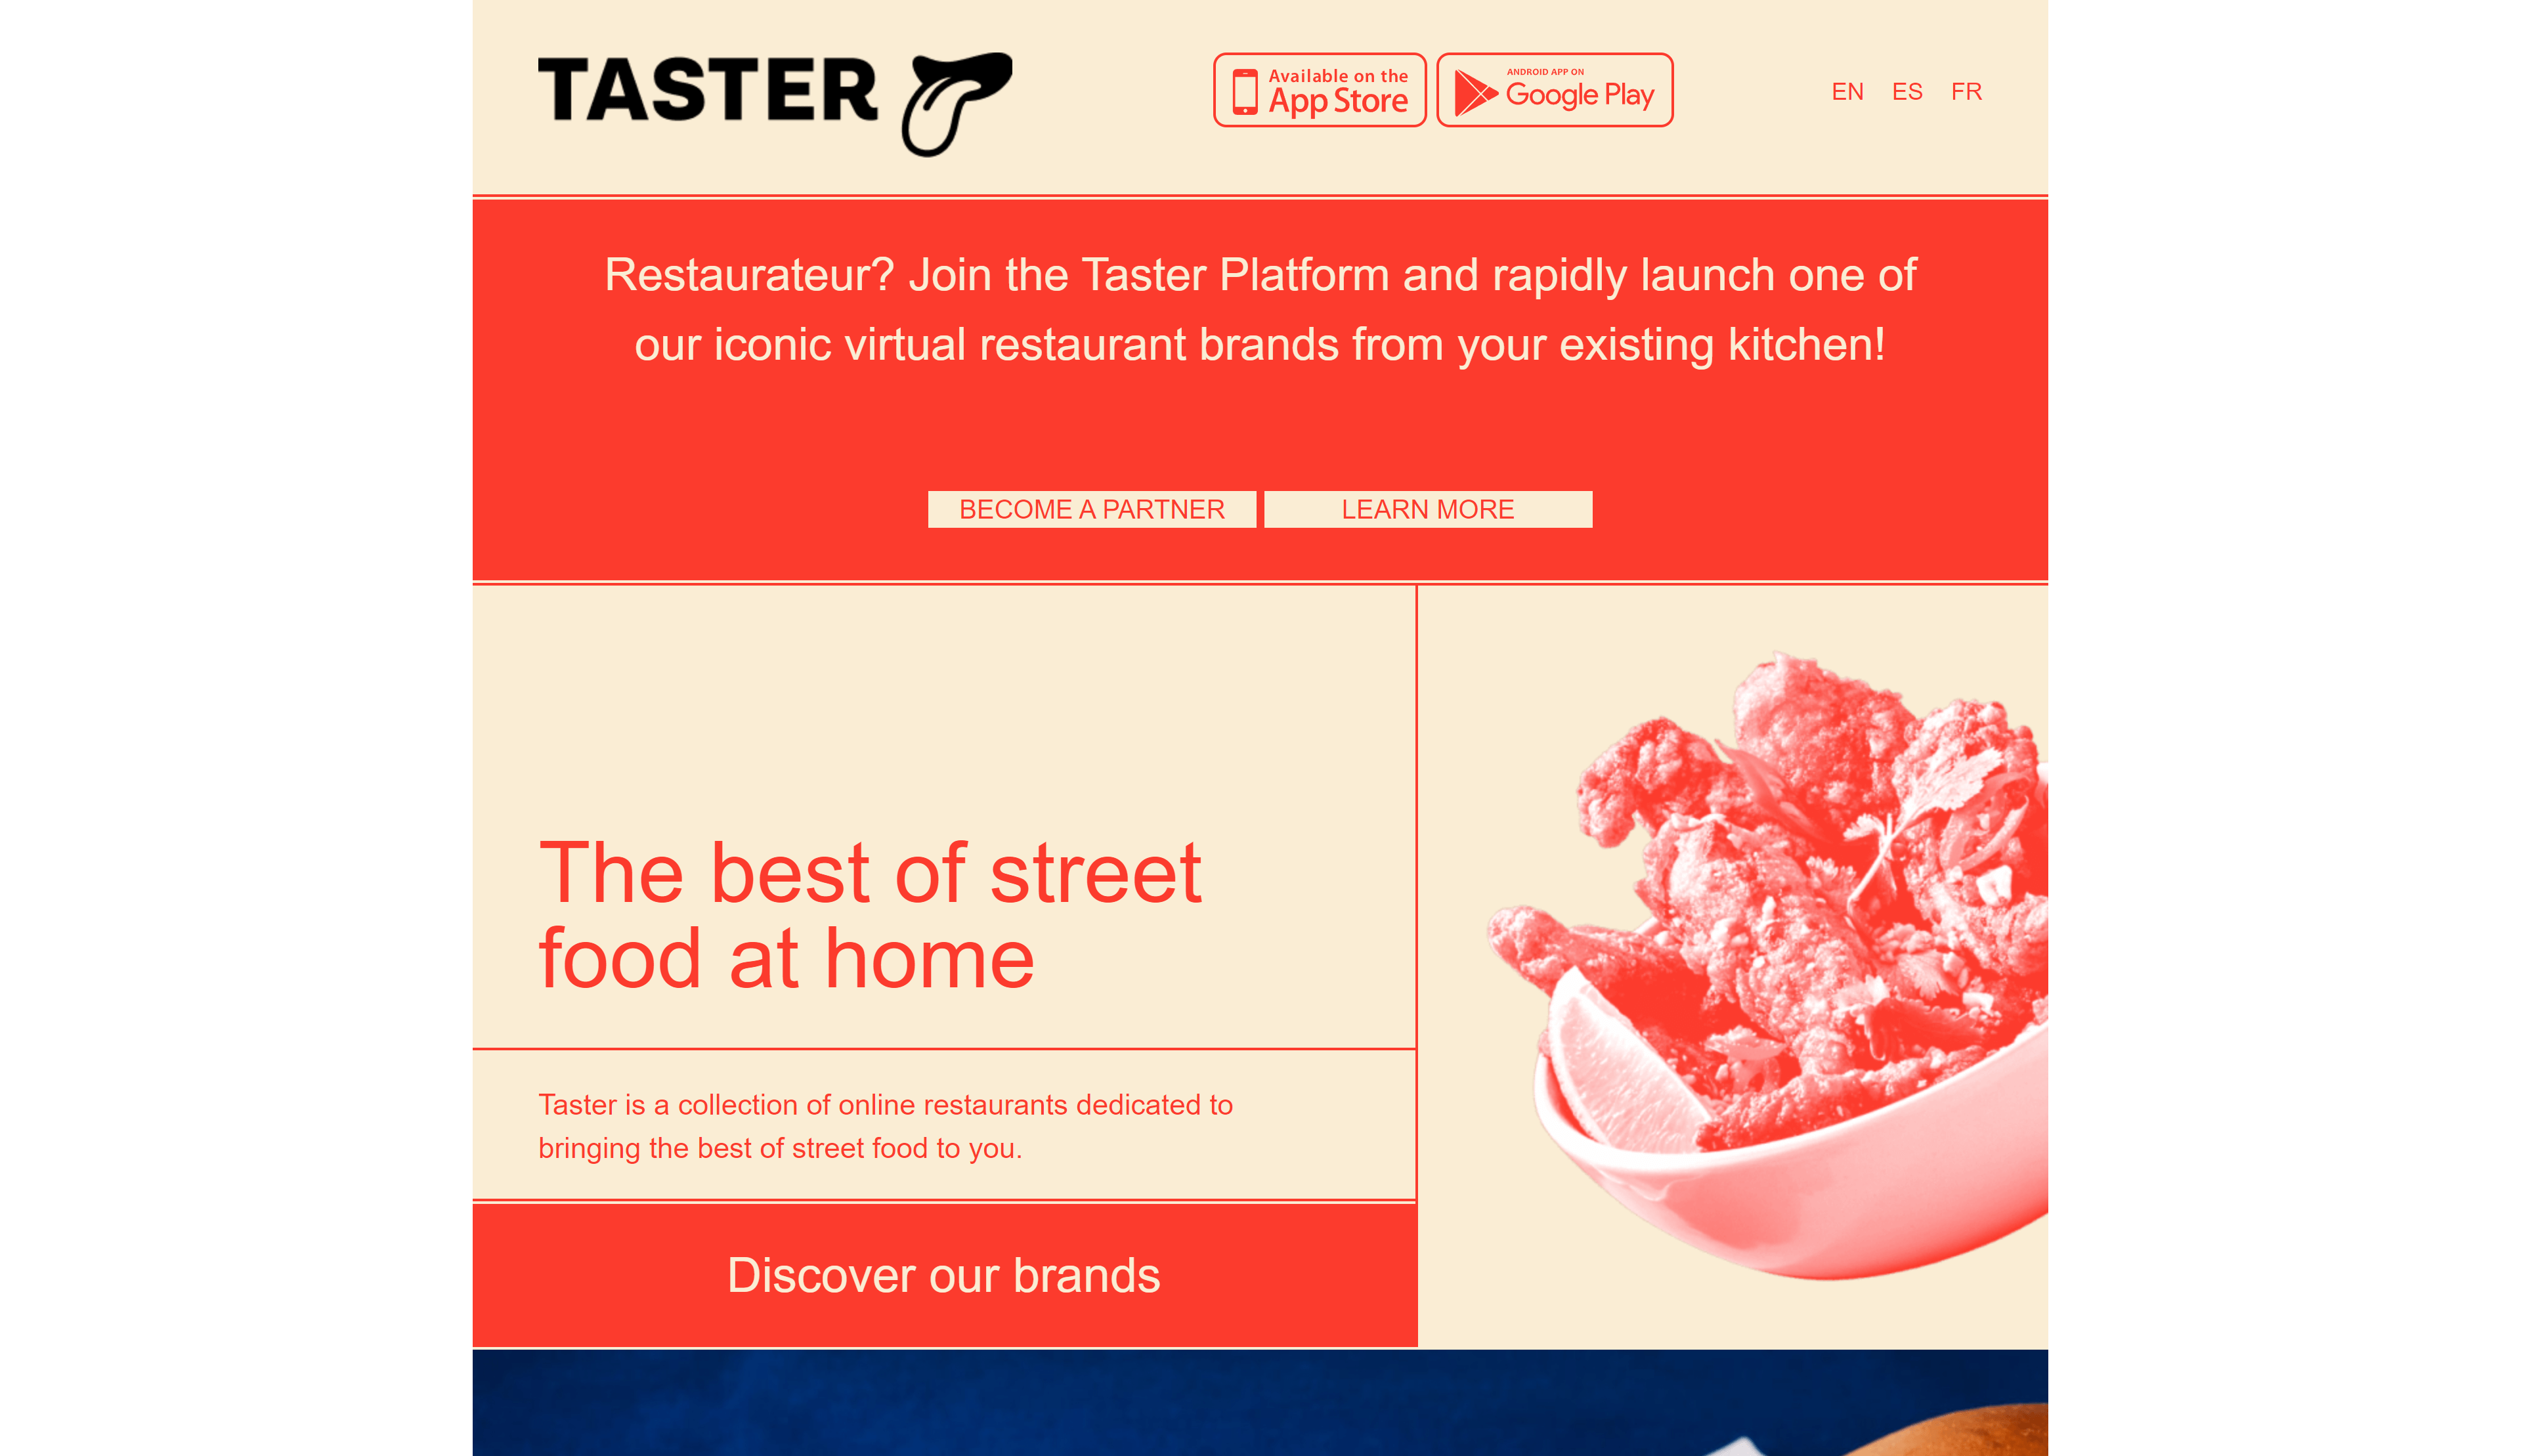 TASTER
Available on the
App Store
ANDROID APP ON
Google Play
EN ES FR
Restaurateur? Join the Taster Platform and rapidly launch one of
our iconic virtual restaurant brands from your existing kitchen!
BECOME A PARTNER
LEARN MORE
The best of street
food at home
Taster is a collection of online restaurants dedicated to
bringing the best of street food to you.
Discover our brands